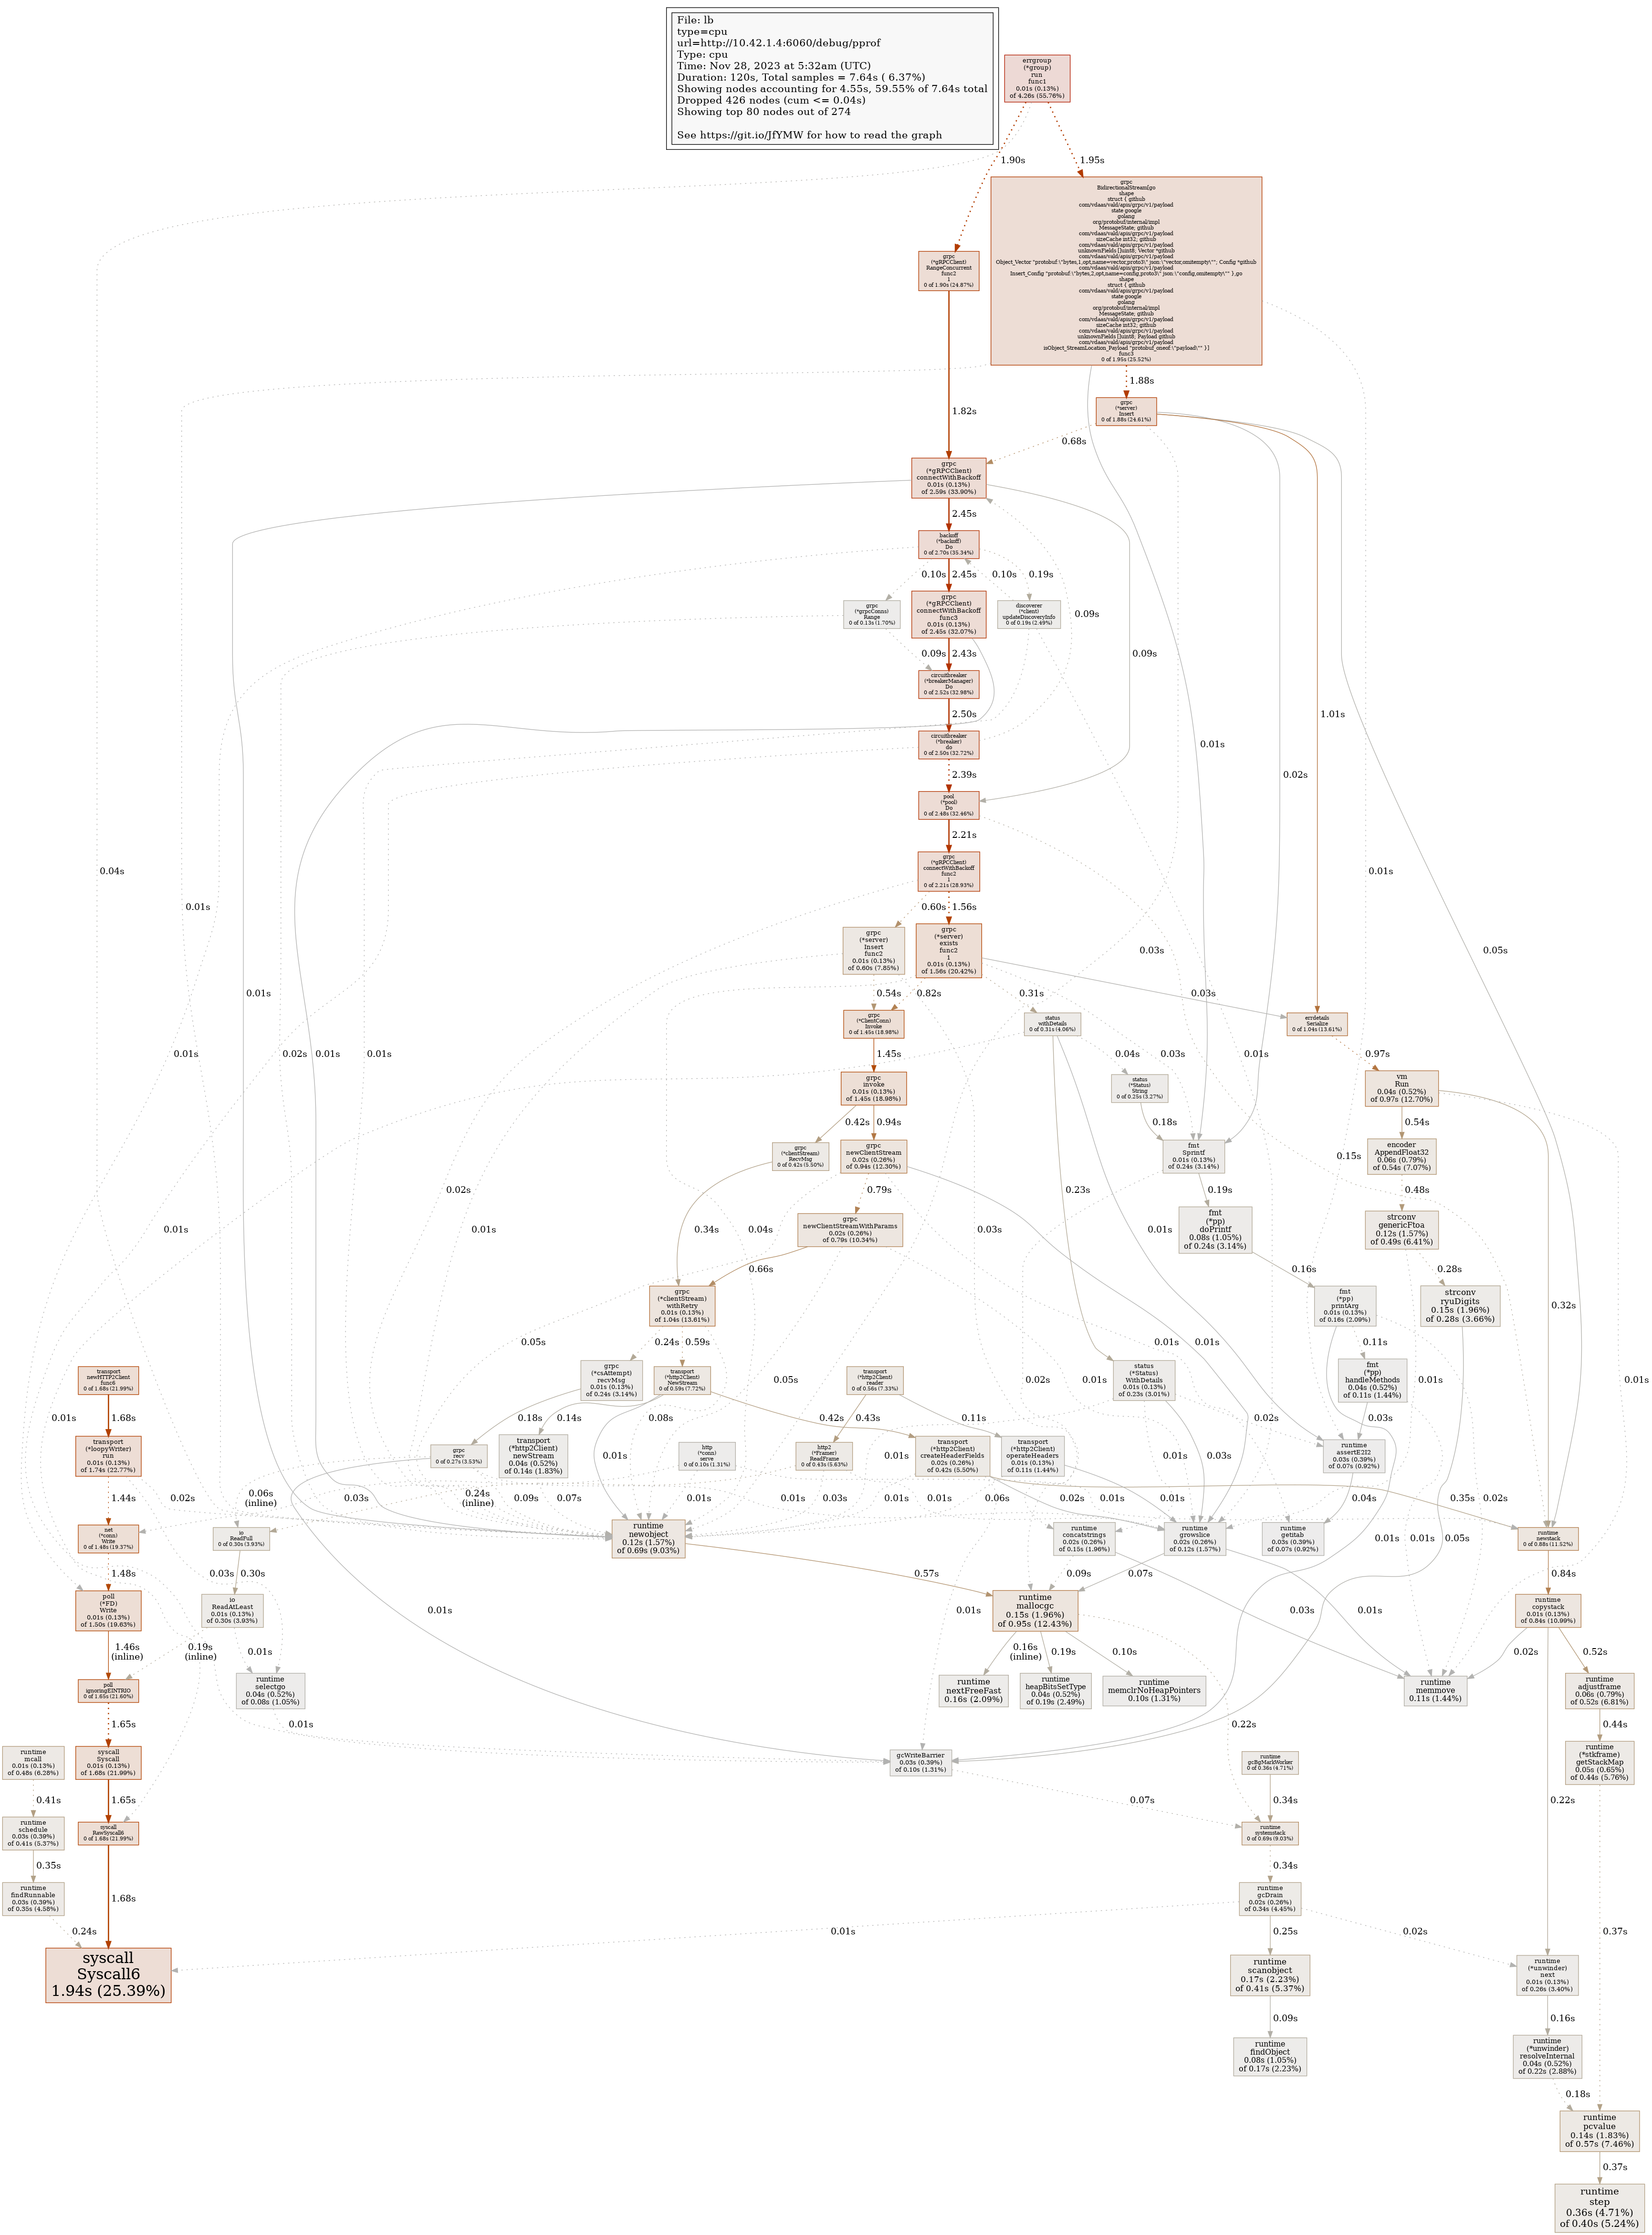 File: lb
type=cpu
url=http://10.42.1.4:6060/debug/pprof
Type: cpu
Time: Nov 28, 2023 at 5:32am (UTC)
Duration: 120s, Total samples = 7.64s ( 6.37%)
Showing nodes accounting for 4.55s, 59.55% of 7.64s total
Dropped 426 nodes (cum <= 0.04s)
Showing top 80 nodes out of 274
See https://git.io/JfYMW for how to read the graph
errgroup
(*group)
run
func1
0.01s (0.13%)
of 4.26s (55.76%)
1.90s
1.95s
grpc
BidirectionalStream[go
shape
struct { github
com/vdaas/vald/apis/grpc/v1/payload
state google
golang
org/protobuf/internal/impl
MessageState; github
com/vdaas/vald/apis/grpc/v1/payload
sizeCache int32; github
com/vdaas/vald/apis/grpc/v1/payload
unknownFields []uint8; Vector *github
com/vdaas/vald/apis/grpc/v1/payload
Object_Vector "protobuf:\"bytes,1,opt,name=vector,proto3\" json:\"vector,omitempty\""; Config *github
com/vdaas/vald/apis/grpc/v1/payload
Insert_Config "protobuf:\"bytes,2,opt,name=config,proto3\" json:\"config,omitempty\"" },go
shape
struct { github
com/vdaas/vald/apis/grpc/v1/payload
state google
golang
org/protobuf/internal/impl
MessageState; github
com/vdaas/vald/apis/grpc/v1/payload
sizeCache int32; github
com/vdaas/vald/apis/grpc/v1/payload
unknownFields []uint8; Payload github
com/vdaas/vald/apis/grpc/v1/payload
isObject_StreamLocation_Payload "protobuf_oneof:\"payload\"" }]
func3
0 of 1.95s (25.52%)
grpc
(*gRPCClient)
RangeConcurrent
func2
1
0 of 1.90s (24.87%)
1.88s
grpc
(*server)
Insert
0 of 1.88s (24.61%)
1.82s
0.68s
grpc
(*gRPCClient)
connectWithBackoff
0.01s (0.13%)
of 2.59s (33.90%)
2.45s
backoff
(*backoff)
Do
0 of 2.70s (35.34%)
0.10s
2.45s
0.10s
0.19s
grpc
(*grpcConns)
Range
0 of 0.13s (1.70%)
grpc
(*gRPCClient)
connectWithBackoff
func3
0.01s (0.13%)
of 2.45s (32.07%)
discoverer
(*client)
updateDiscoveryInfo
0 of 0.19s (2.49%)
0.09s
0.09s
2.43s
0.09s
circuitbreaker
(*breakerManager)
Do
0 of 2.52s (32.98%)
2.50s
1.01s
circuitbreaker
(*breaker)
do
0 of 2.50s (32.72%)
0.01s
2.39s
0.02s
pool
(*pool)
Do
0 of 2.48s (32.46%)
2.21s
grpc
(*gRPCClient)
connectWithBackoff
func2
1
0 of 2.21s (28.93%)
0.04s
0.01s
0.01s
0.60s
1.56s
grpc
(*server)
Insert
func2
0.01s (0.13%)
of 0.60s (7.85%)
grpc
(*server)
exists
func2
1
0.01s (0.13%)
of 1.56s (20.42%)
0.03s
0.05s
0.01s
0.54s
0.82s
0.31s
0.03s
grpc
(*ClientConn)
Invoke
0 of 1.45s (18.98%)
status
withDetails
0 of 0.31s (4.06%)
errdetails
Serialize
0 of 1.04s (13.61%)
0.01s
0.02s
0.01s
0.01s
1.45s
0.04s
0.03s
0.01s
0.97s
grpc
invoke
0.01s (0.13%)
of 1.45s (18.98%)
status
(*Status)
String
0 of 0.25s (3.27%)
vm
Run
0.04s (0.52%)
of 0.97s (12.70%)
0.42s
0.94s
0.18s
0.54s
grpc
(*clientStream)
RecvMsg
0 of 0.42s (5.50%)
grpc
newClientStream
0.02s (0.26%)
of 0.94s (12.30%)
fmt
Sprintf
0.01s (0.13%)
of 0.24s (3.14%)
0.15s
encoder
AppendFloat32
0.06s (0.79%)
of 0.54s (7.07%)
0.01s
0.02s
0.01s
0.79s
0.23s
0.19s
0.48s
grpc
newClientStreamWithParams
0.02s (0.26%)
of 0.79s (10.34%)
0.34s
0.04s
0.03s
0.01s
fmt
(*pp)
doPrintf
0.08s (1.05%)
of 0.24s (3.14%)
strconv
genericFtoa
0.12s (1.57%)
of 0.49s (6.41%)
0.66s
0.16s
0.28s
grpc
(*clientStream)
withRetry
0.01s (0.13%)
of 1.04s (13.61%)
fmt
(*pp)
printArg
0.01s (0.13%)
of 0.16s (2.09%)
strconv
ryuDigits
0.15s (1.96%)
of 0.28s (3.66%)
0.32s
0.05s
0.24s
0.59s
0.01s
0.01s
0.11s
transport
newHTTP2Client
func6
0 of 1.68s (21.99%)
grpc
(*csAttempt)
recvMsg
0.01s (0.13%)
of 0.24s (3.14%)
transport
(*http2Client)
NewStream
0 of 0.59s (7.72%)
0.05s
transport
(*http2Client)
reader
0 of 0.56s (7.33%)
0.02s
0.01s
status
(*Status)
WithDetails
0.01s (0.13%)
of 0.23s (3.01%)
fmt
(*pp)
handleMethods
0.04s (0.52%)
of 0.11s (1.44%)
0.01s
0.01s
0.01s
1.68s
0.18s
0.14s
0.08s
0.42s
0.43s
0.11s
0.02s
0.03s
transport
(*loopyWriter)
run
0.01s (0.13%)
of 1.74s (22.77%)
grpc
recv
0 of 0.27s (3.53%)
transport
(*http2Client)
newStream
0.04s (0.52%)
of 0.14s (1.83%)
0.01s
http
(*conn)
serve
0 of 0.10s (1.31%)
http2
(*Framer)
ReadFrame
0 of 0.43s (5.63%)
0.01s
transport
(*http2Client)
createHeaderFields
0.02s (0.26%)
of 0.42s (5.50%)
transport
(*http2Client)
operateHeaders
0.01s (0.13%)
of 0.11s (1.44%)
0.01s
0.03s
runtime
assertE2I2
0.03s (0.39%)
of 0.07s (0.92%)
1.44s
0.02s
0.06s
(inline)
0.03s
0.24s
(inline)
0.09s
0.07s
0.01s
0.01s
0.03s
0.01s
0.01s
0.06s
0.02s
0.01s
0.01s
0.04s
0.35s
0.01s
0.02s
net
(*conn)
Write
0 of 1.48s (19.37%)
io
ReadFull
0 of 0.30s (3.93%)
runtime
newobject
0.12s (1.57%)
of 0.69s (9.03%)
runtime
concatstrings
0.02s (0.26%)
of 0.15s (1.96%)
runtime
growslice
0.02s (0.26%)
of 0.12s (1.57%)
runtime
getitab
0.03s (0.39%)
of 0.07s (0.92%)
0.01s
0.05s
runtime
newstack
0 of 0.88s (11.52%)
1.48s
0.03s
0.30s
0.57s
0.09s
0.07s
0.84s
poll
(*FD)
Write
0.01s (0.13%)
of 1.50s (19.63%)
io
ReadAtLeast
0.01s (0.13%)
of 0.30s (3.93%)
0.01s
0.01s
runtime
mallocgc
0.15s (1.96%)
of 0.95s (12.43%)
0.03s
0.01s
runtime
copystack
0.01s (0.13%)
of 0.84s (10.99%)
1.46s
(inline)
0.19s
(inline)
0.01s
0.16s
(inline)
0.19s
0.10s
0.02s
0.52s
poll
ignoringEINTRIO
0 of 1.65s (21.60%)
runtime
selectgo
0.04s (0.52%)
of 0.08s (1.05%)
runtime
nextFreeFast
0.16s (2.09%)
runtime
heapBitsSetType
0.04s (0.52%)
of 0.19s (2.49%)
runtime
memclrNoHeapPointers
0.10s (1.31%)
runtime
memmove
0.11s (1.44%)
runtime
adjustframe
0.06s (0.79%)
of 0.52s (6.81%)
1.65s
0.01s
0.22s
0.44s
runtime
mcall
0.01s (0.13%)
of 0.48s (6.28%)
syscall
Syscall
0.01s (0.13%)
of 1.68s (21.99%)
gcWriteBarrier
0.03s (0.39%)
of 0.10s (1.31%)
runtime
gcBgMarkWorker
0 of 0.36s (4.71%)
runtime
(*stkframe)
getStackMap
0.05s (0.65%)
of 0.44s (5.76%)
0.41s
1.65s
0.07s
0.34s
0.22s
runtime
schedule
0.03s (0.39%)
of 0.41s (5.37%)
syscall
RawSyscall6
0 of 1.68s (21.99%)
runtime
systemstack
0 of 0.69s (9.03%)
0.35s
1.68s
0.34s
runtime
findRunnable
0.03s (0.39%)
of 0.35s (4.58%)
runtime
gcDrain
0.02s (0.26%)
of 0.34s (4.45%)
0.24s
0.01s
0.25s
0.02s
0.37s
syscall
Syscall6
1.94s (25.39%)
runtime
scanobject
0.17s (2.23%)
of 0.41s (5.37%)
runtime
(*unwinder)
next
0.01s (0.13%)
of 0.26s (3.40%)
0.09s
0.16s
runtime
findObject
0.08s (1.05%)
of 0.17s (2.23%)
runtime
(*unwinder)
resolveInternal
0.04s (0.52%)
of 0.22s (2.88%)
0.18s
runtime
pcvalue
0.14s (1.83%)
of 0.57s (7.46%)
0.37s
runtime
step
0.36s (4.71%)
of 0.40s (5.24%)